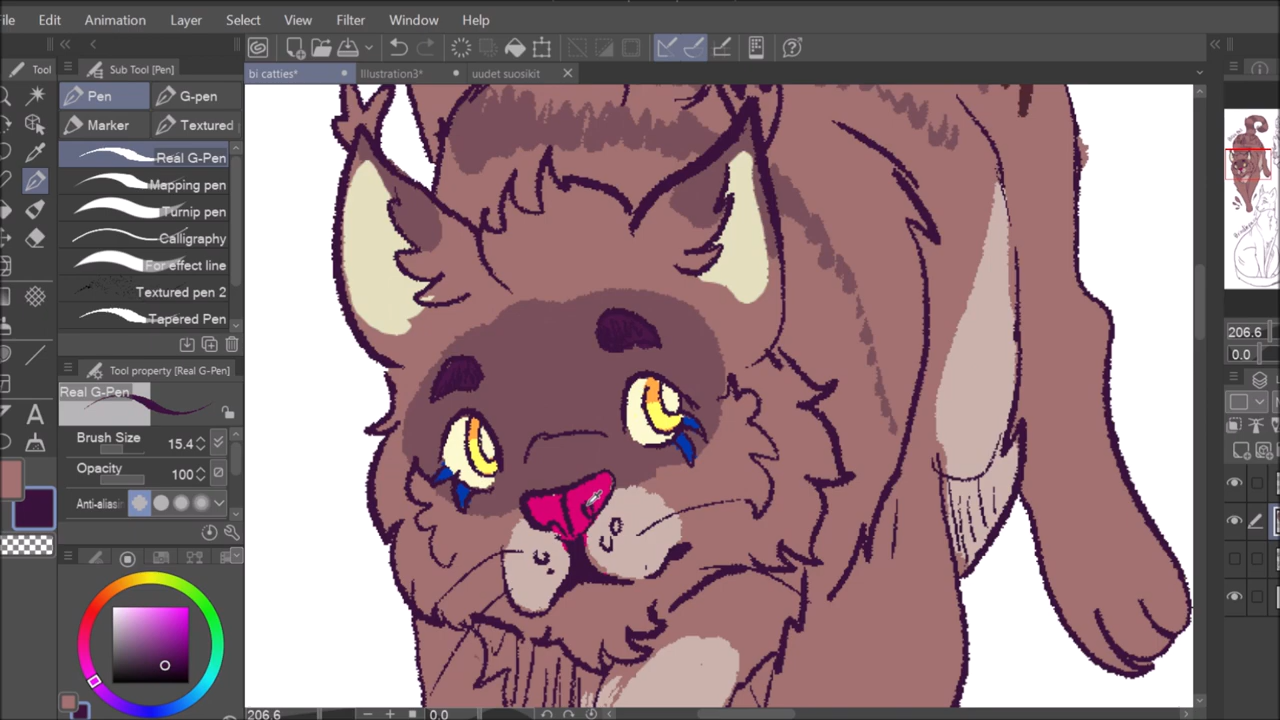 File Edit Animation Layer Select View Filter Window Help
Tool Sub Tool [Pen]
bi catties* Illustration3* uudet suosikit
Pen G-pen
Marker Textured
Real G-Pen
Mapping pen
Turnip pen
Calligraphy
For effect line
Textured pen 2
Tapered Pen
Tool property [Real G-Pen]
Real G-Pen
Brush Size 15.4
Opacity 100
Anti-aliasin
206.6
0.0
206.6 0.0